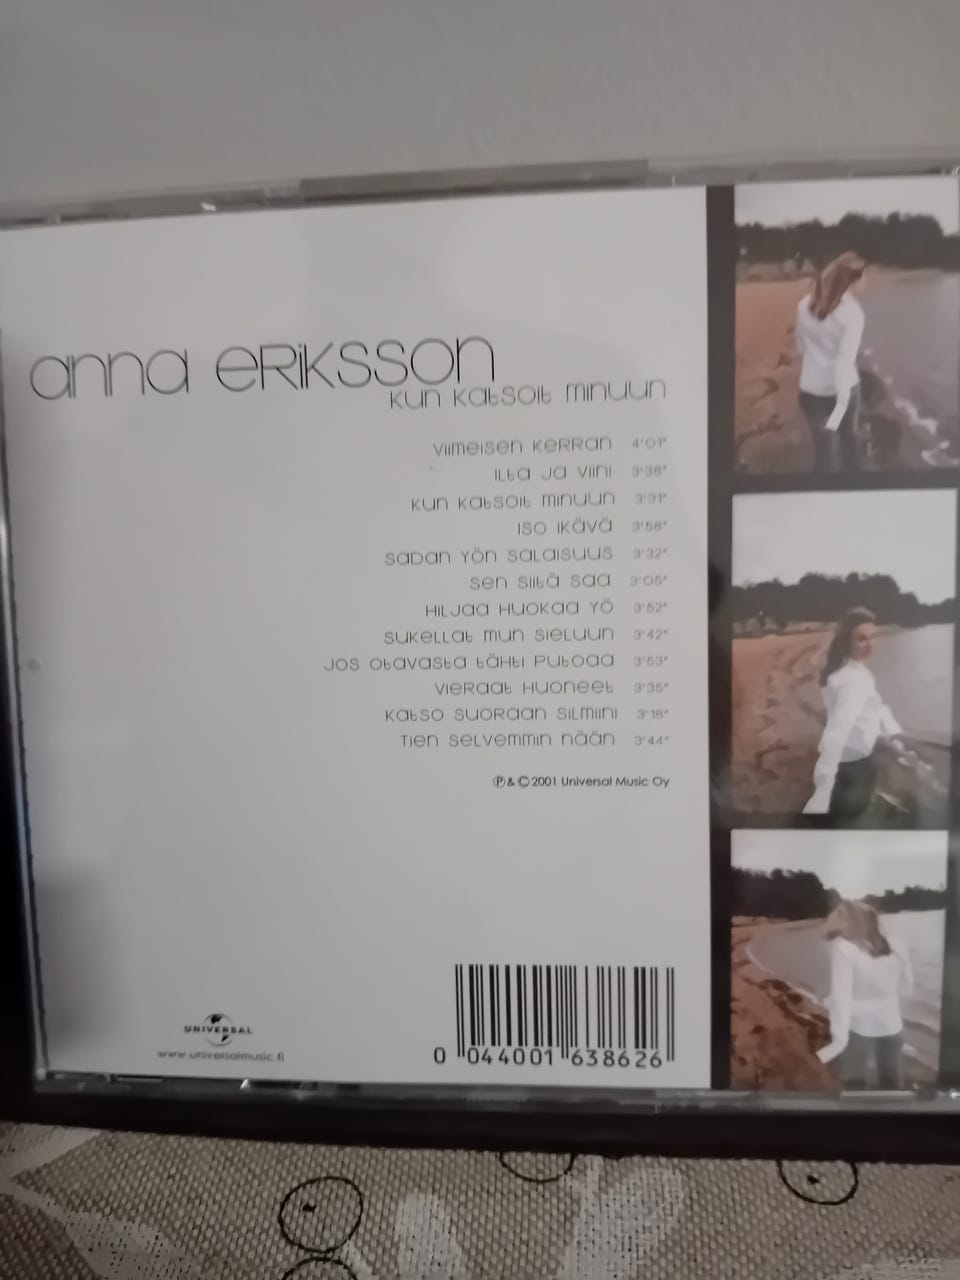 anna eriksson
kun katsoit minuun
viimeisen kerran 4'01"
ilta ja viini 3'38"
kun katsoit minuun 3'31"
iso ikävä 3'58"
sadan yön salaisuus 3'32"
sen siitä saa 3'05"
hiljaa huokaa yö 3'52"
sukellat mun sieluun 3'42"
jos otavasta tähti putoaa 3'53"
vieraat huoneet 3'35"
katso suoraan silmiini 3'18"
tien selvemmin nään 3'44"
℗&©2001 Universal Music Oy
UNIVERSAL
www.universalmusic.fi
0 044001 638626